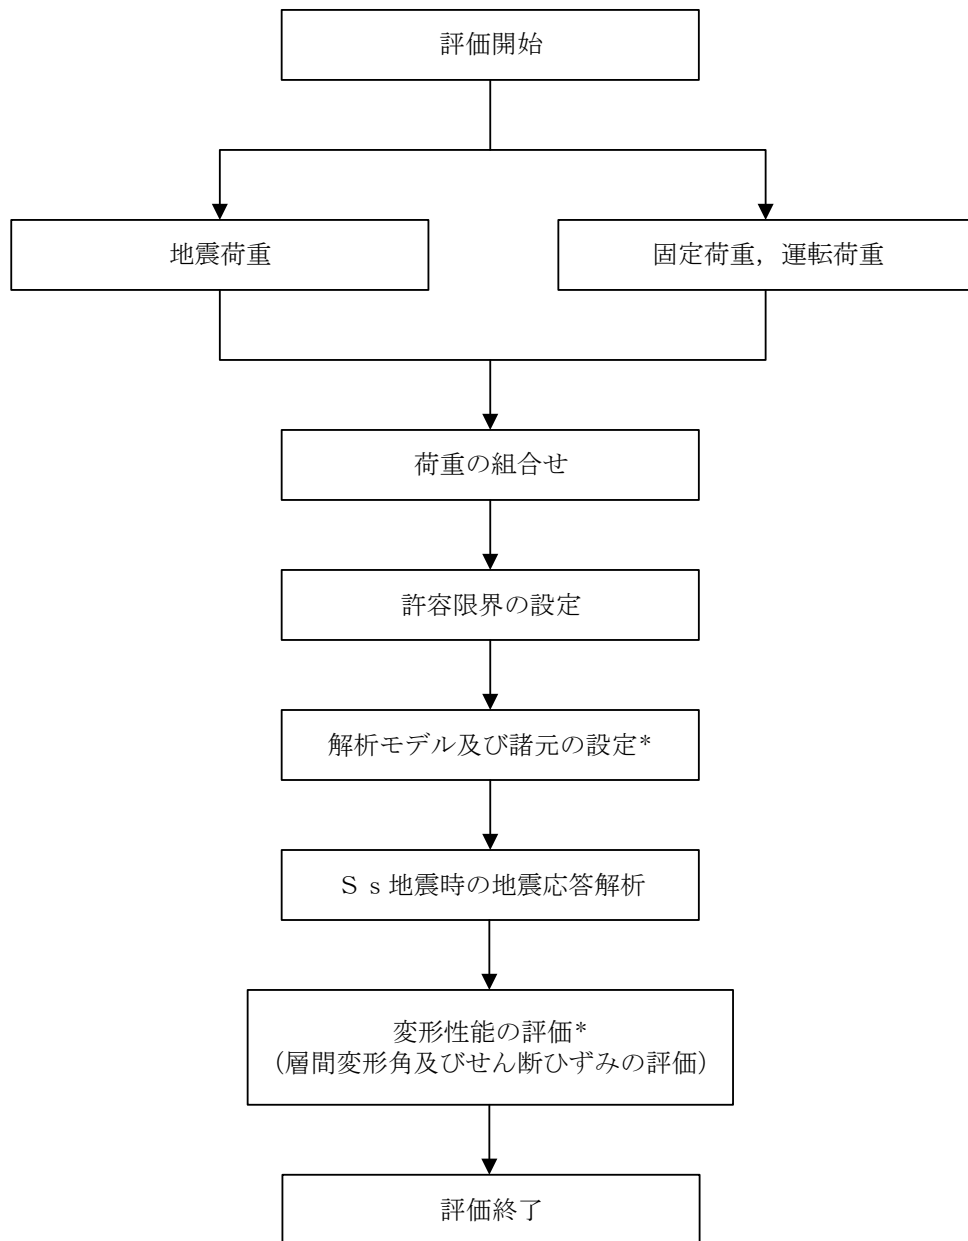 評価開始
地震荷重
固定荷重，運転荷重
荷重の組合せ
許容限界の設定
解析モデル及び諸元の設定*
Ｓｓ地震時の地震応答解析
変形性能の評価*
（層間変形角及びせん断ひずみの評価）
評価終了